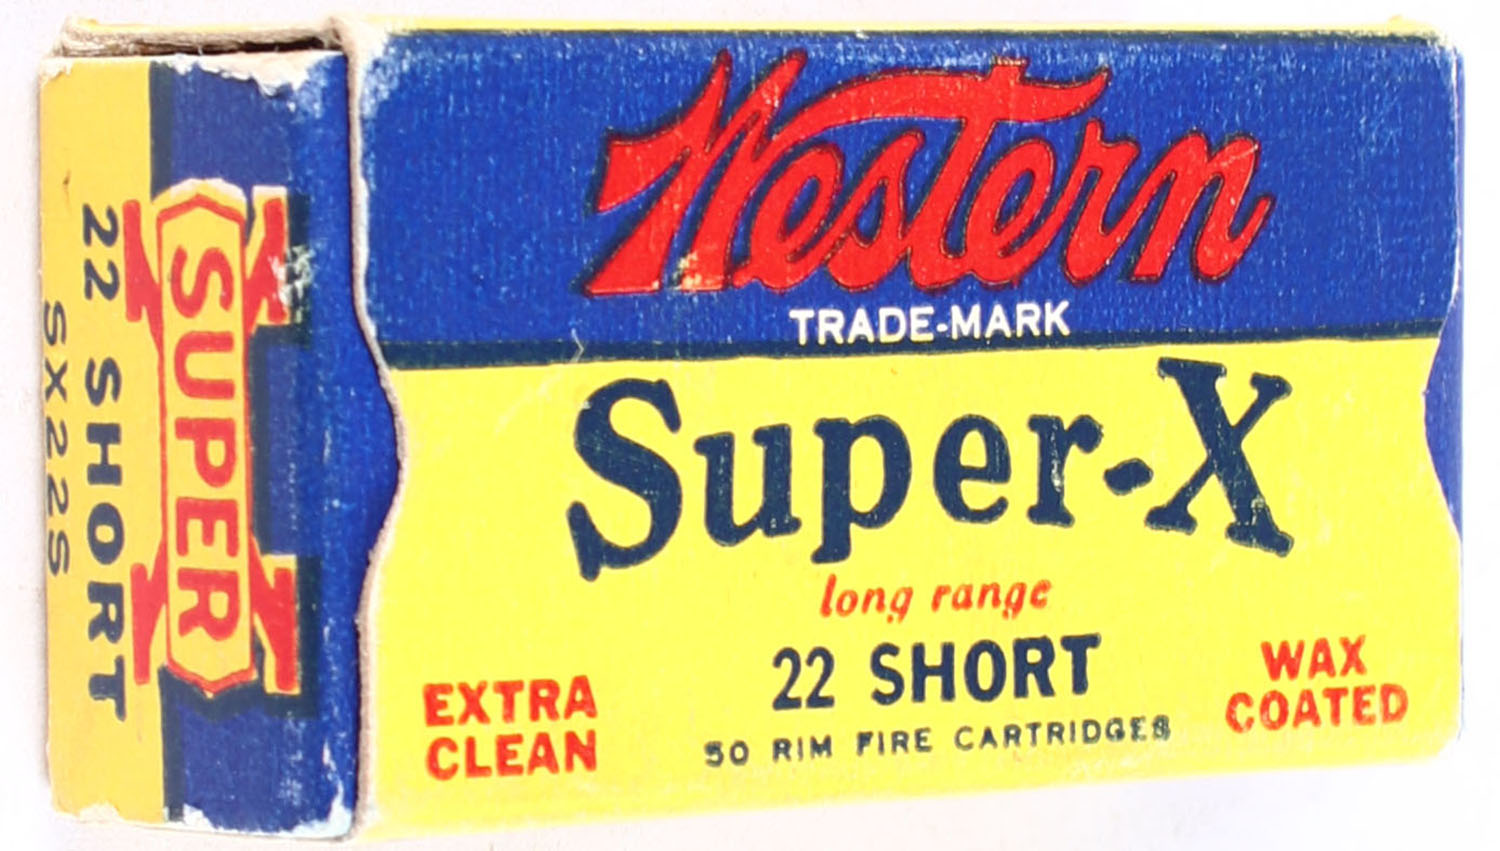 Western
TRADE-MARK
Super-X
long range
22 SHORT
50 RIM FIRE CARTRIDGES
EXTRA
CLEAN
WAX
COATED
X
SUPER
22 SHORT
SX22S